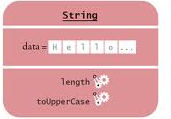 String
data = H e l l o ...
length
toUpperCase